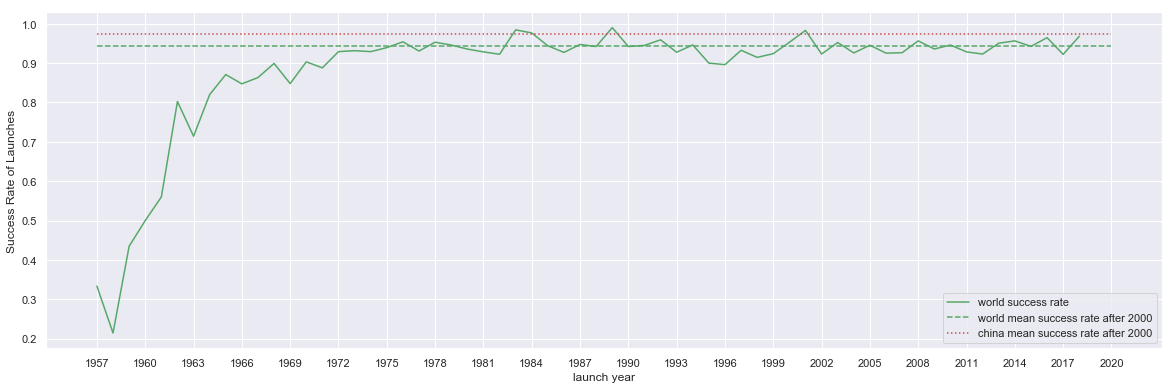 1.0
0.9
0.8
0.7
0.6
0.5
0.4
0.3
0.2
Success Rate of Launches
world success rate
world mean success rate after 2000
china mean success rate after 2000
1957 1960 1963 1966 1969 1972 1975 1978 1981 1984 1987 1990 1993 1996 1999 2002 2005 2008 2011 2014 2017 2020
launch year